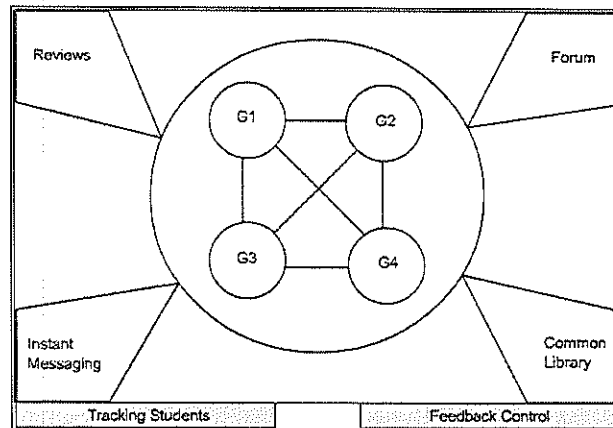 Reviews
Forum
G1
G2
G3
G4
Instant
Messaging
Common
Library
Tracking Students
Feedback Control